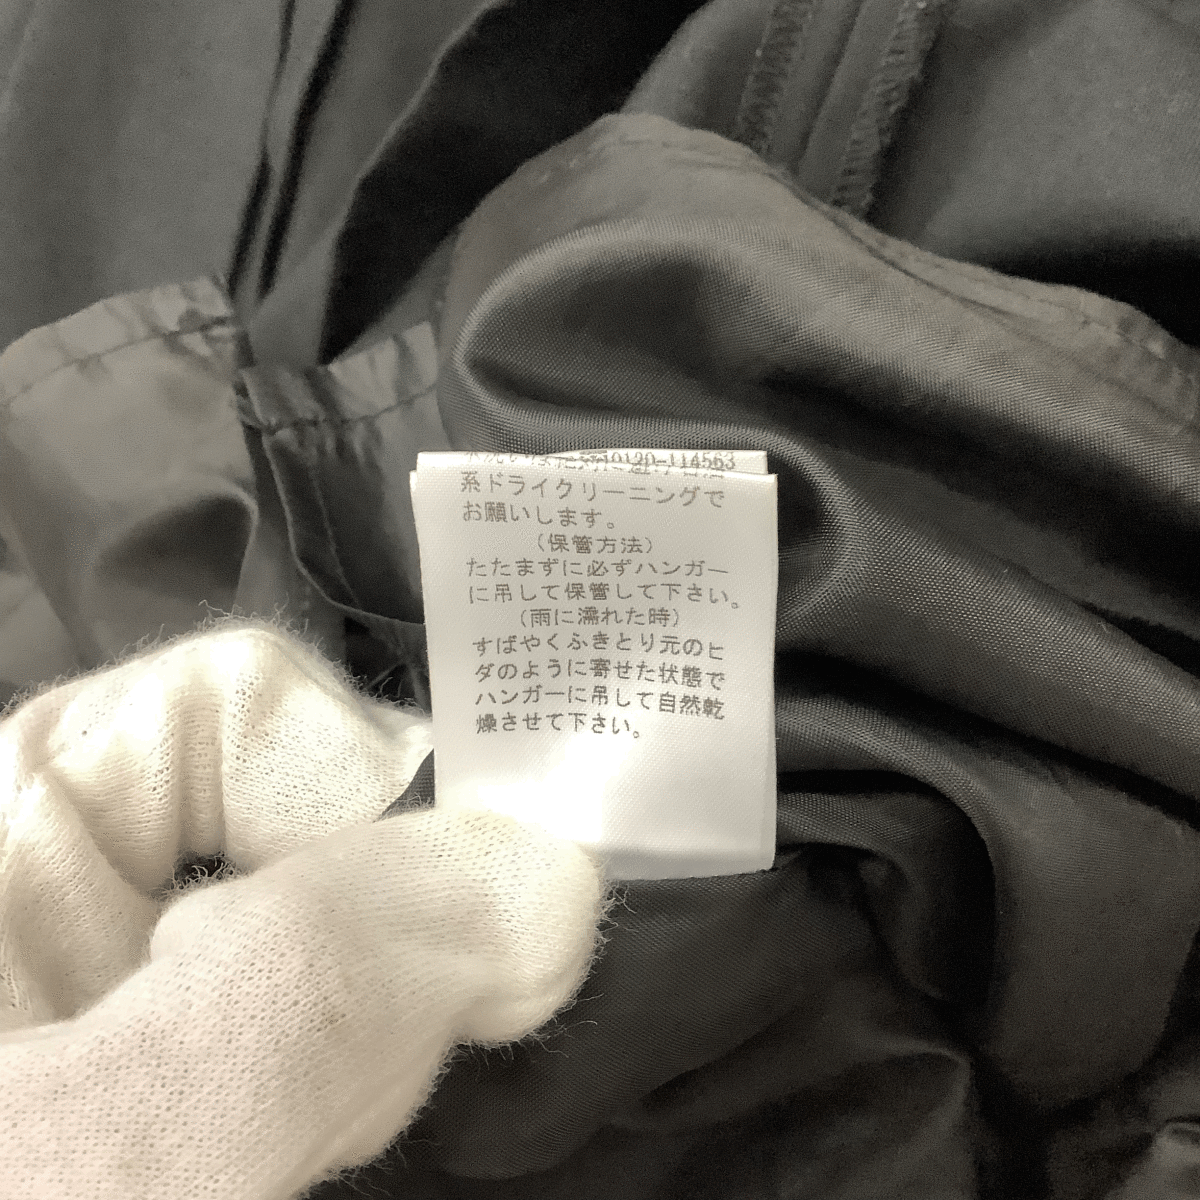 0120-114563
系ドライクリーニングで
お願いします。
(保管方法)
たたまずに必ずハンガー
に吊して保管して下さい。
(雨に濡れた時)
すばやくふきとり元のヒ
ダのように寄せた状態で
ハンガーに吊して自然乾
燥させて下さい。